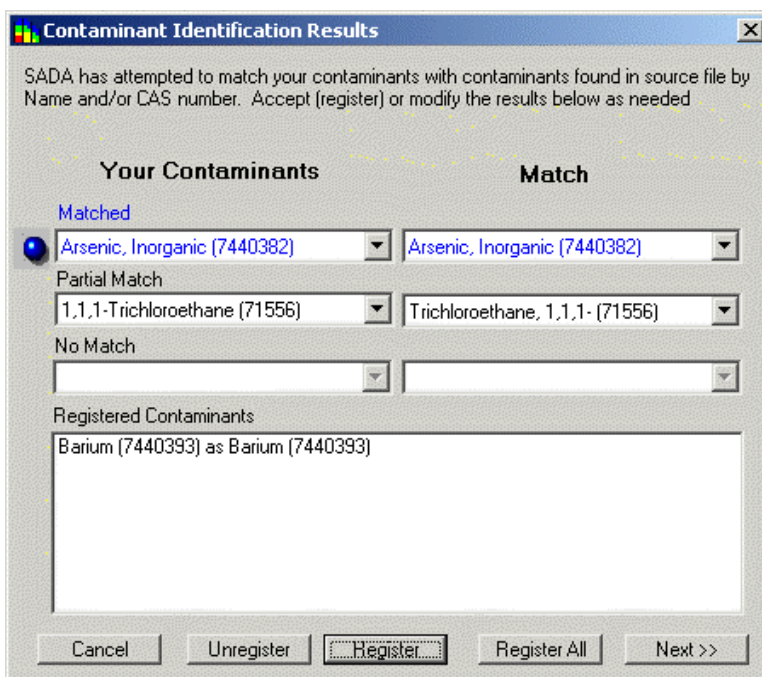 Contaminant Identification Results
SADA has attempted to match your contaminants with contaminants found in source file by
Name and/or CAS number.  Accept (register) or modify the results below as needed
Your Contaminants Match
Matched
Arsenic, Inorganic (7440382) Arsenic, Inorganic (7440382)
Partial Match
1,1,1-Trichloroethane (71556) Trichloroethane, 1,1,1- (71556)
No Match
Registered Contaminants
Barium (7440393) as Barium (7440393)
Cancel Unregister Register Register All Next >>